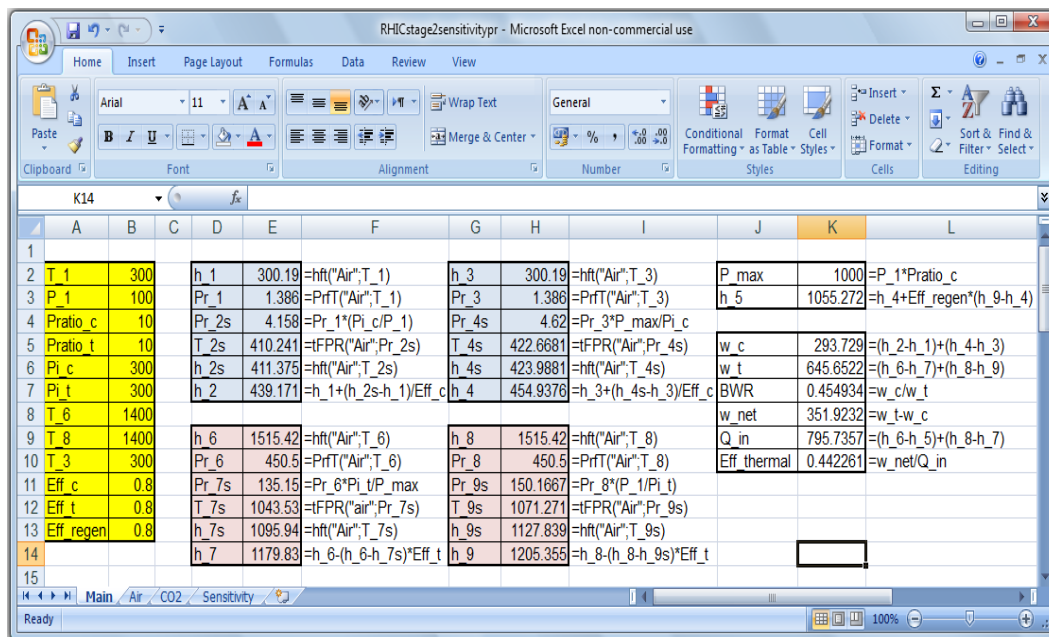 RHICstage2sensitivitypr - Microsoft Excel non-commercial use
Home Insert Page Layout Formulas Data Review View
Paste Arial 11 A A Wrap Text General Insert Σ
B I U A Merge & Center % , .0 .00 .00 .0 Conditional Formatting Format as Table Cell Styles Delete Format Sort & Filter Find & Select
Clipboard Font Alignment Number Styles Cells Editing
K14 fx
A B C D E F G H I J K L
1
2 T_1 300 h_1 300.19 =hft("Air";T_1) h_3 300.19 =hft("Air";T_3) P_max 1000 =P_1*Pratio_c
3 P_1 100 Pr_1 1.386 =PrfT("Air";T_1) Pr_3 1.386 =PrfT("Air";T_3) h_5 1055.272 =h_4+Eff_regen*(h_9-h_4)
4 Pratio_c 10 Pr_2s 4.158 =Pr_1*(Pi_c/P_1) Pr_4s 4.62 =Pr_3*P_max/Pi_c
5 Pratio_t 10 T_2s 410.241 =tFPR("Air";Pr_2s) T_4s 422.6681 =tFPR("Air";Pr_4s) w_c 293.729 =(h_2-h_1)+(h_4-h_3)
6 Pi_c 300 h_2s 411.375 =hft("Air";T_2s) h_4s 423.9881 =hft("Air";T_4s) w_t 645.6522 =(h_6-h_7)+(h_8-h_9)
7 Pi_t 300 h_2 439.171 =h_1+(h_2s-h_1)/Eff_c h_4 454.9376 =h_3+(h_4s-h_3)/Eff_c BWR 0.454934 =w_c/w_t
8 T_6 1400 w_net 351.9232 =w_t-w_c
9 T_8 1400 h_6 1515.42 =hft("Air";T_6) h_8 1515.42 =hft("Air";T_8) Q_in 795.7357 =(h_6-h_5)+(h_8-h_7)
10 T_3 300 Pr_6 450.5 =PrfT("Air";T_6) Pr_8 450.5 =PrfT("Air";T_8) Eff_thermal 0.442261 =w_net/Q_in
11 Eff_c 0.8 Pr_7s 135.15 =Pr_6*Pi_t/P_max Pr_9s 150.1667 =Pr_8*(P_1/Pi_t)
12 Eff_t 0.8 T_7s 1043.53 =tFPR("air";Pr_7s) T_9s 1071.271 =tFPR("Air";Pr_9s)
13 Eff_regen 0.8 h_7s 1095.94 =hft("Air";T_7s) h_9s 1127.839 =hft("Air";T_9s)
14 h_7 1179.83 =h_6-(h_6-h_7s)*Eff_t h_9 1205.355 =h_8-(h_8-h_9s)*Eff_t
15
Main Air CO2 Sensitivity
Ready 100%